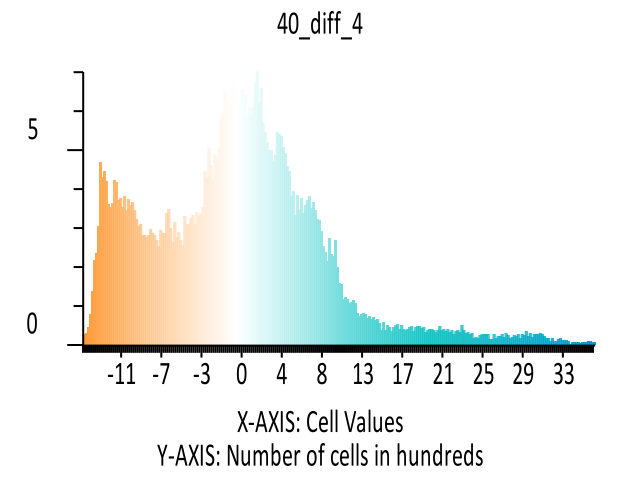 40_diff_4
5
0
-11 -7 -3 0 4 8 13 17 21 25 29 33
X-AXIS: Cell Values
Y-AXIS: Number of cells in hundreds